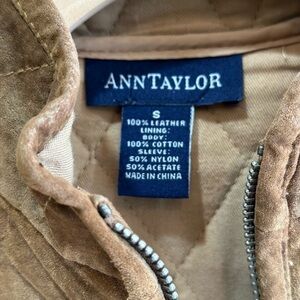 ANNTAYLOR
S
100% LEATHER
LINING:
BODY:
100% COTTON
SLEEVE:
50% NYLON
50% ACETATE
MADE IN CHINA